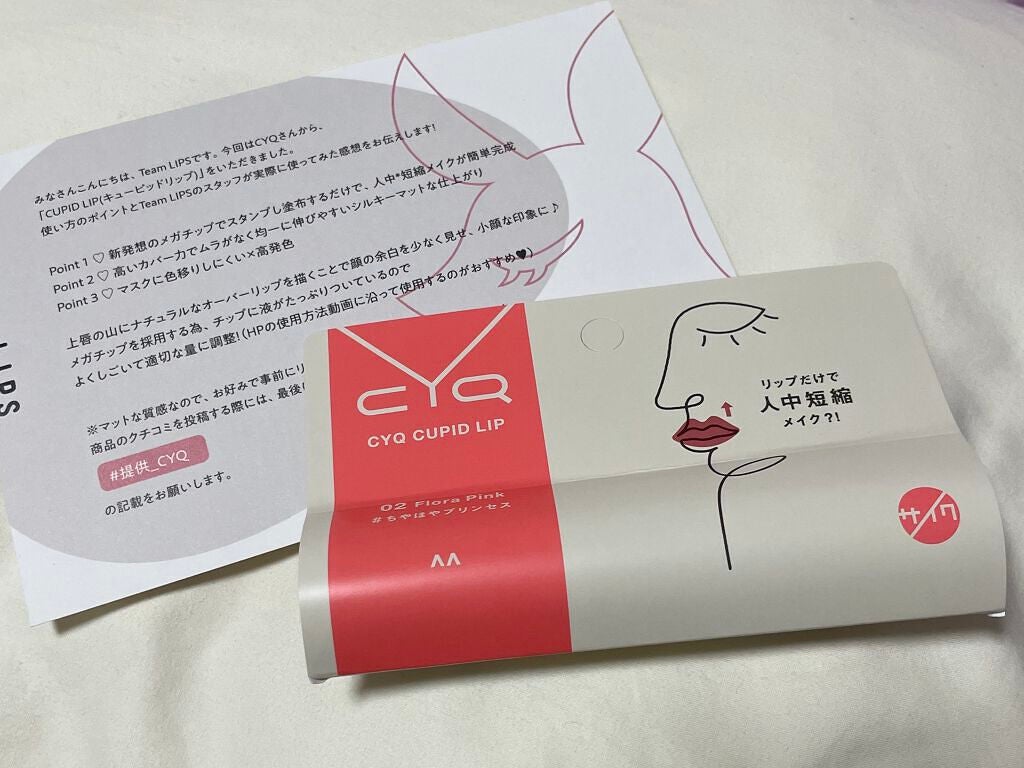 みなさんこんにちは、Team LIPSです。今回はCYQさんから、
「CUPID LIP(キューピッドリップ)」をいただきました。
使い方のポイントとTeam LIPSのスタッフが実際に使ってみた感想をお伝えします!
Point 1 ♡ 新発想のメガチップでスタンプし塗布するだけで、人中*短縮メイクが簡単完成
Point 2 ♡ 高いカバー力でムラがなく均一に伸びやすいシルキーマットな仕上がり
Point 3 ♡ マスクに色移りしにくい×高発色
上唇の山にナチュラルなオーバーリップを描くことで顔の余白を少なく見せ、小顔な印象に♪
メガチップを採用する為、チップに液がたっぷりついているので
よくしごいて適切な量に調整!(HPの使用方法動画に沿って使用するのがおすすめ♥)
※マットな質感なので、お好みで事前にリ
商品のクチコミを投稿する際には、最後に
#提供_CYQ
の記載をお願いします。
LIPS
CYQ
CYQ CUPID LIP
02 Flora Pink
#ちやほやプリンセス
リップだけで
人中短縮
メイク?!
サイク